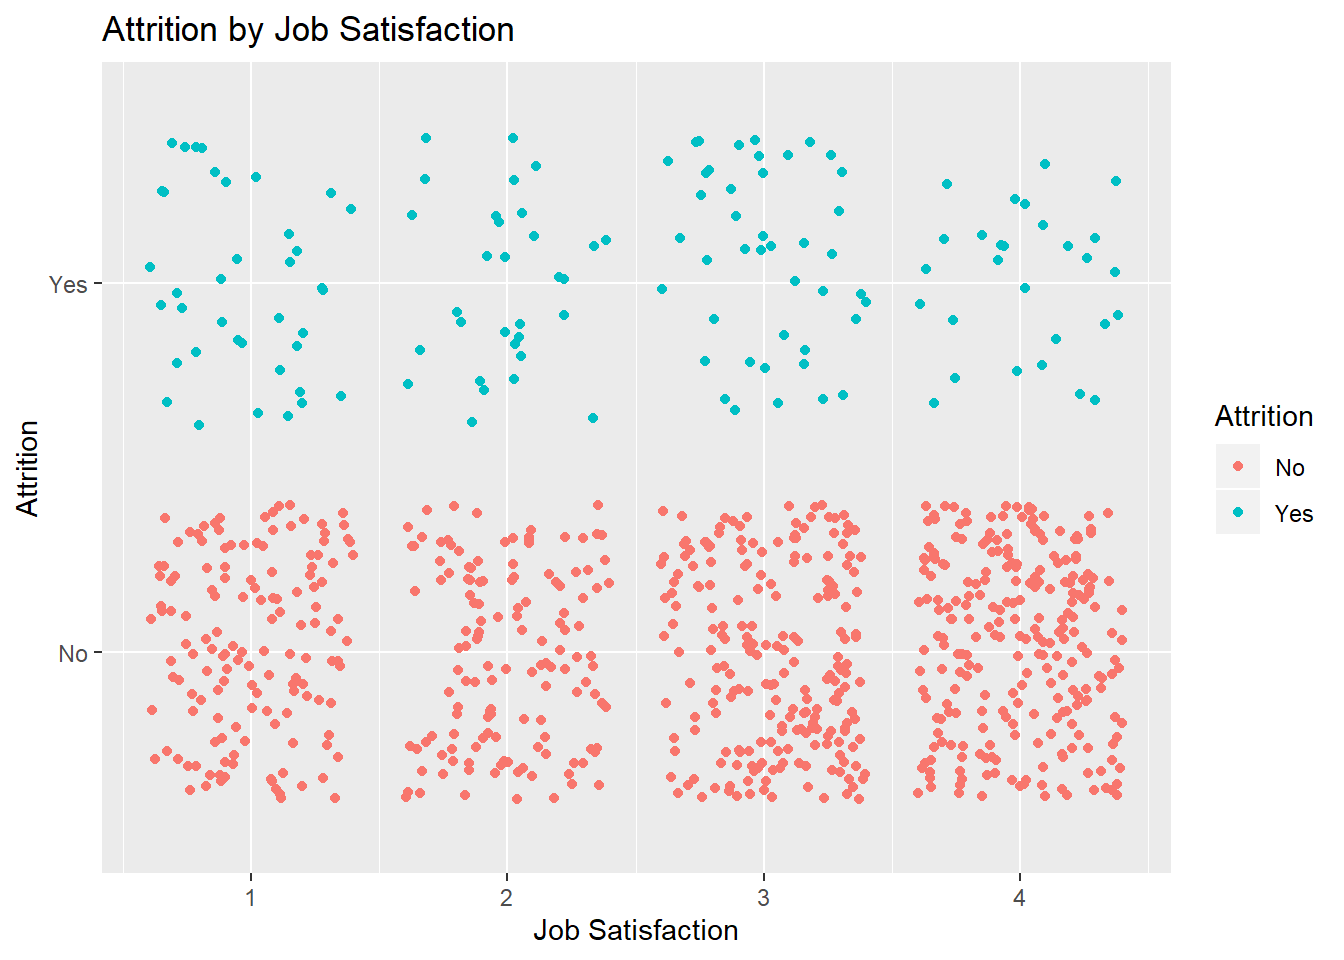 Attrition by Job Satisfaction
Yes
No
Attrition
1 2 3 4
Job Satisfaction
Attrition
No
Yes